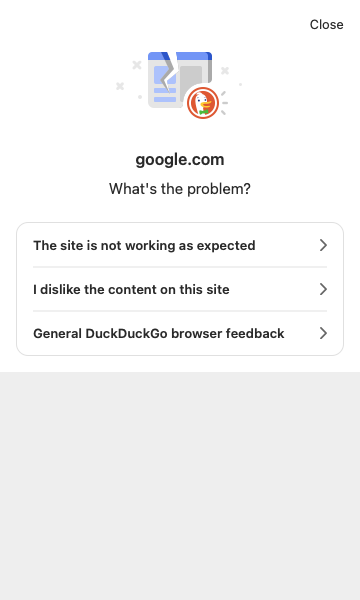 Close
google.com
What's the problem?
The site is not working as expected
I dislike the content on this site
General DuckDuckGo browser feedback